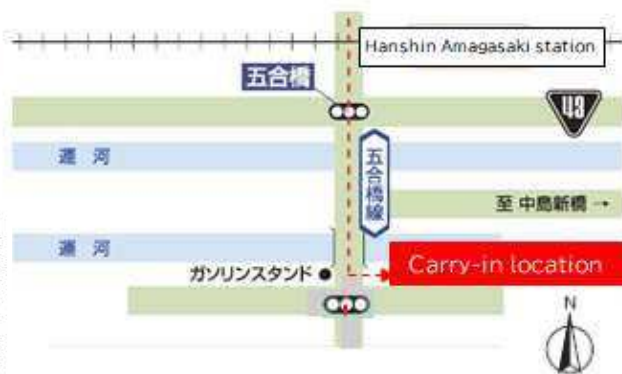 Hanshin Amagasaki station
五合橋
43
運河
五合橋線
至 中島新橋 →
運河
Carry-in location
ガソリンスタンド
N